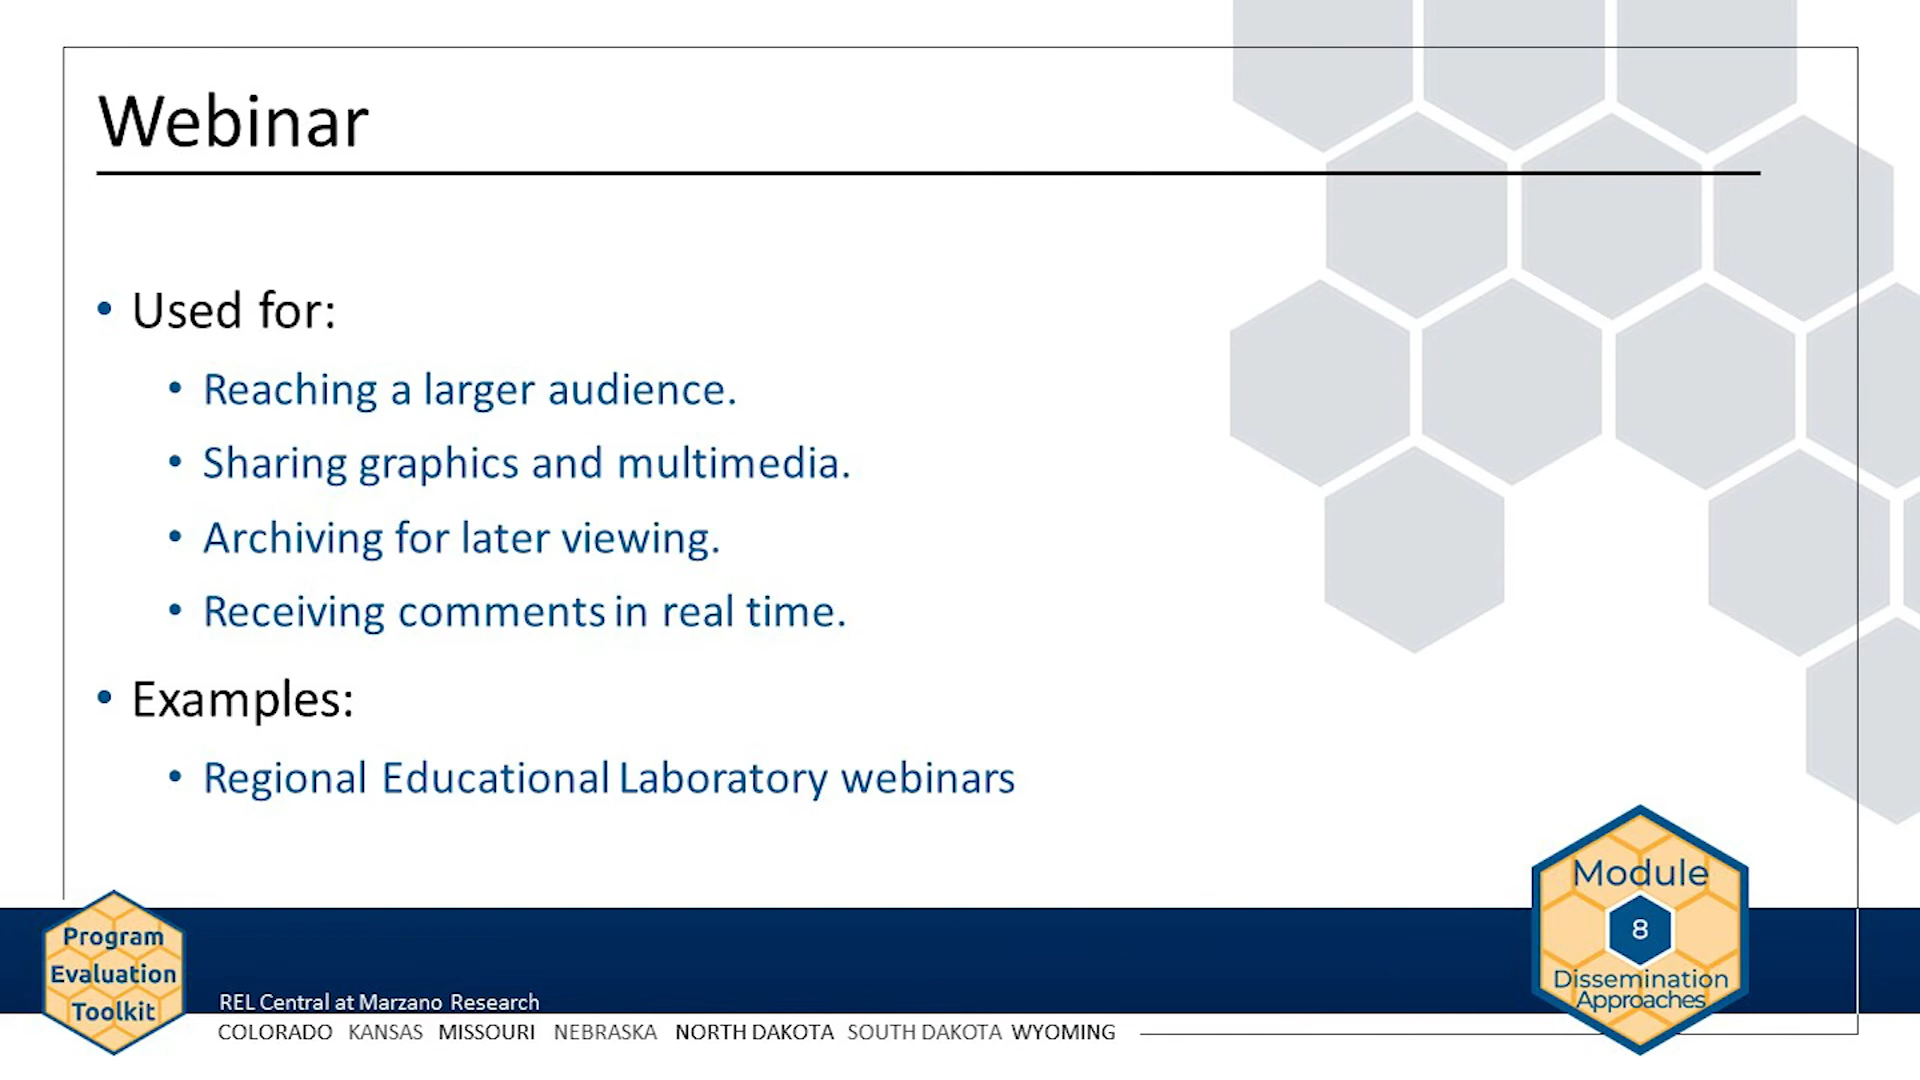 Webinar
• Used for:
• Reaching a larger audience.
• Sharing graphics and multimedia.
• Archiving for later viewing.
• Receiving comments in real time.
• Examples:
• Regional Educational Laboratory webinars
Program
Evaluation
Toolkit
REL Central at Marzano Research
COLORADO KANSAS MISSOURI NEBRASKA NORTH DAKOTA SOUTH DAKOTA WYOMING
Module
8
Dissemination
Approaches